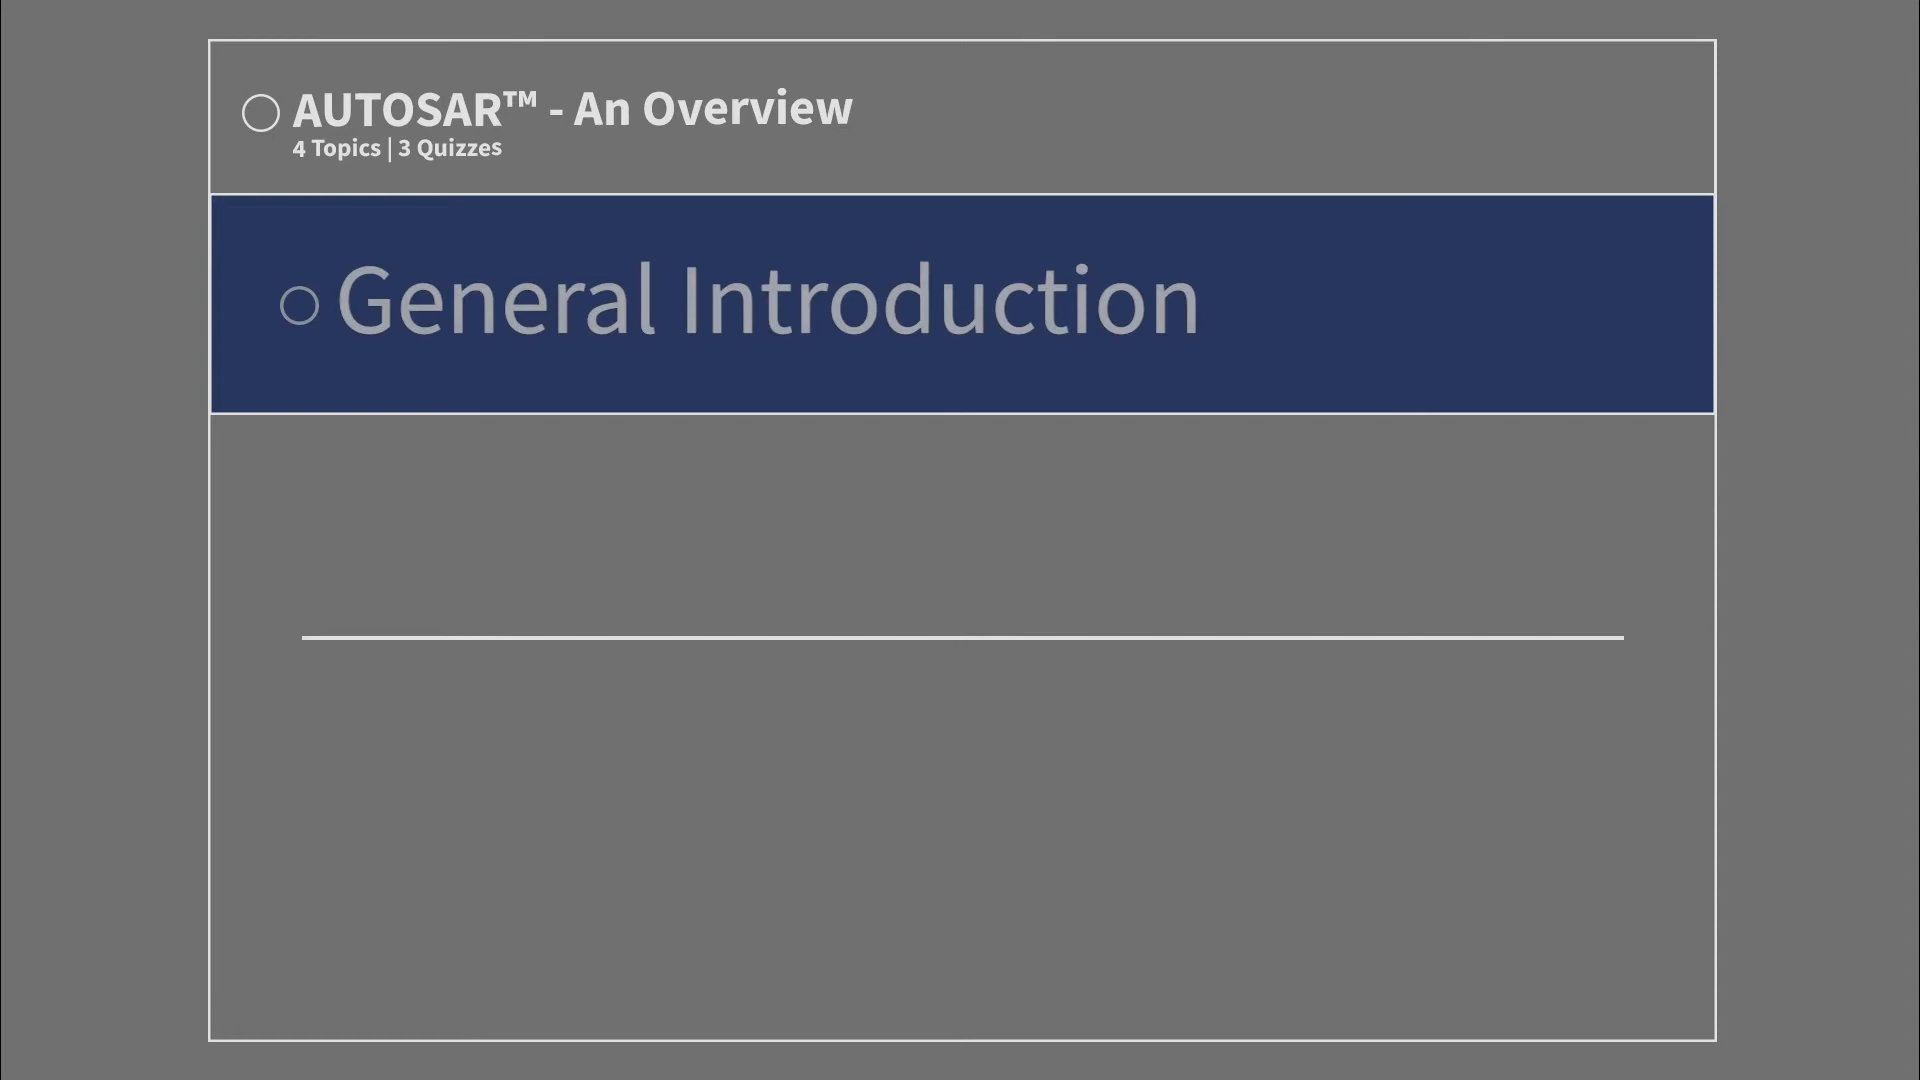 AUTOSAR™ - An Overview
4 Topics | 3 Quizzes
General Introduction